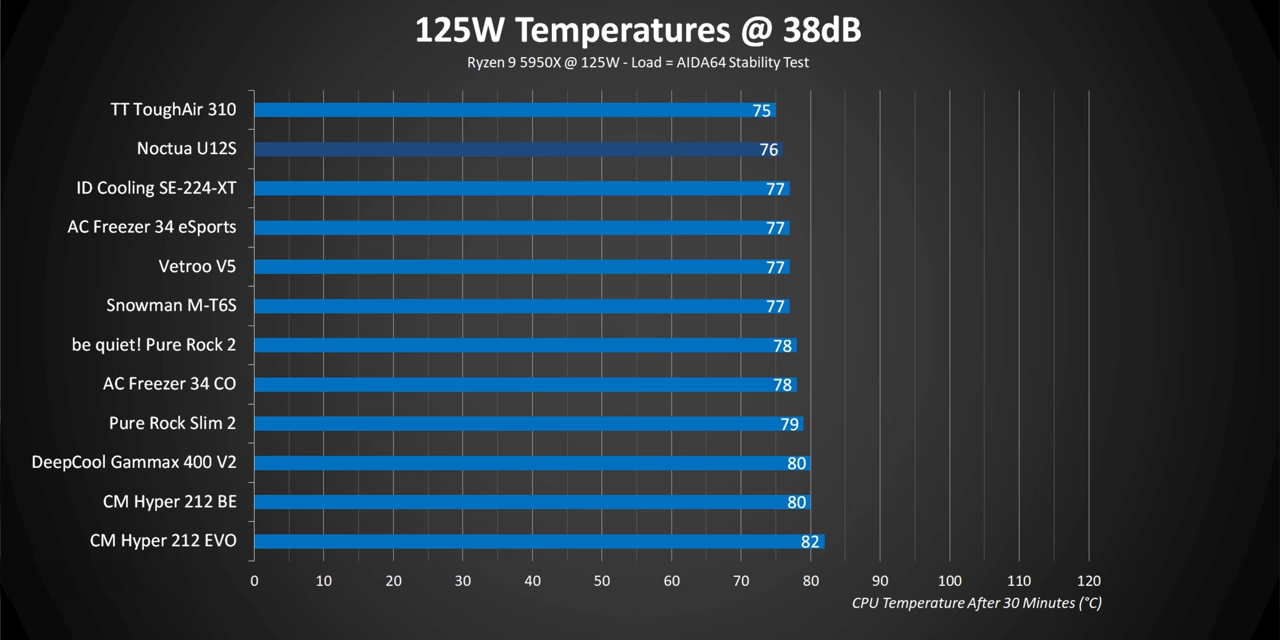 125W Temperatures @ 38dB
Ryzen 9 5950X @ 125W - Load = AIDA64 Stability Test
TT ToughAir 310 75
Noctua U12S 76
ID Cooling SE-224-XT 77
AC Freezer 34 eSports 77
Vetroo V5 77
Snowman M-T6S 77
be quiet! Pure Rock 2 78
AC Freezer 34 CO 78
Pure Rock Slim 2 79
DeepCool Gammax 400 V2 80
CM Hyper 212 BE 80
CM Hyper 212 EVO 82
0 10 20 30 40 50 60 70 80 90 100 110 120
CPU Temperature After 30 Minutes (°C)